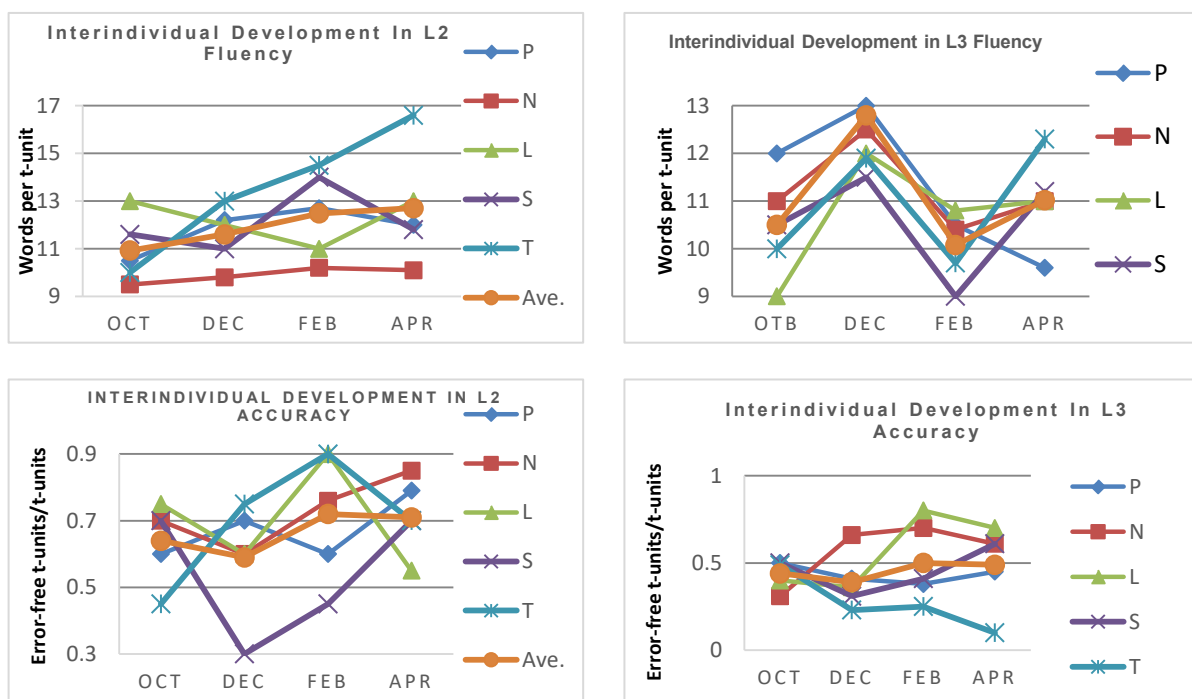 Interindividual Development In L2
Fluency
Words per t-unit
17
15
13
11
9
OCT DEC FEB APR
P
N
L
S
T
Ave.
Interindividual Development in L3 Fluency
Words per t-unit
13
12
11
10
9
OTB DEC FEB APR
P
N
L
S
INTERINDIVIDUAL DEVELOPMENT IN L2
ACCURACY
Error-free t-units/t-units
0.9
0.7
0.5
0.3
OCT DEC FEB APR
P
N
L
S
T
Ave.
Interindividual Development In L3
Accuracy
Error-free t-units/t-units
1
0.5
0
OCT DEC FEB APR
P
N
L
S
T